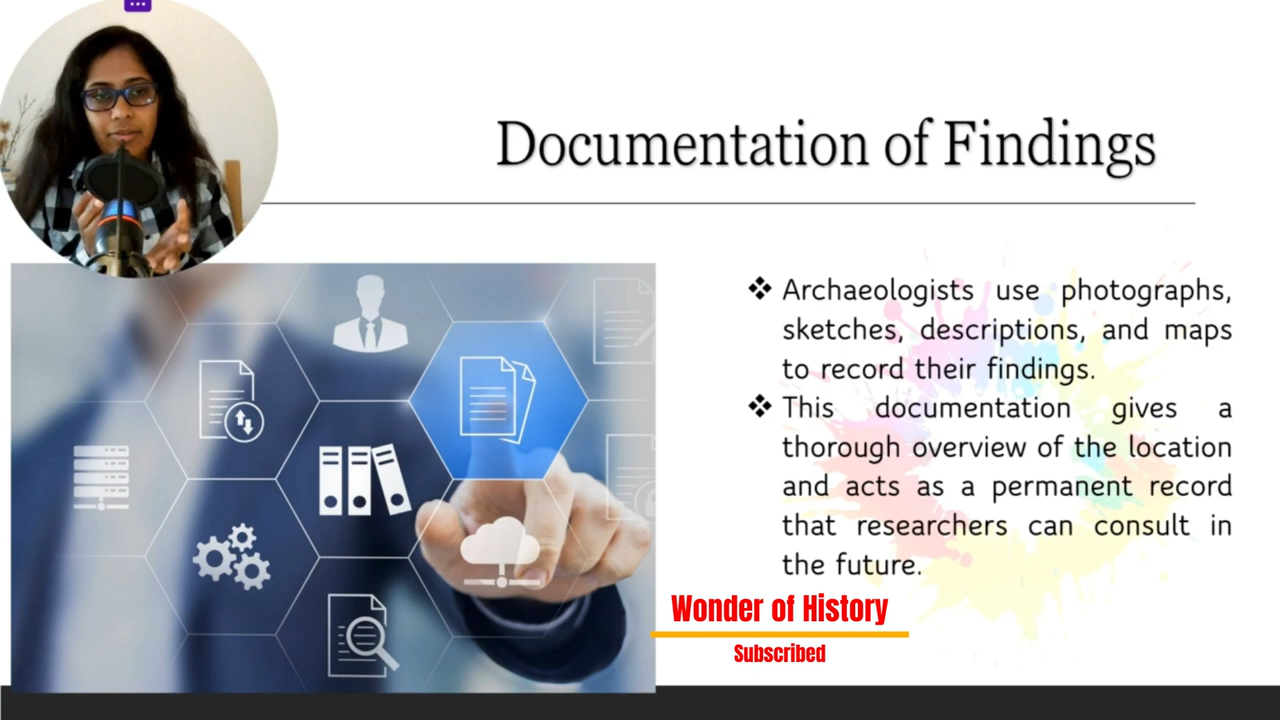 Documentation of Findings
❖ Archaeologists use photographs,
sketches, descriptions, and maps
to record their findings.
❖ This documentation gives a
thorough overview of the location
and acts as a permanent record
that researchers can consult in
the future.
Wonder of History
Subscribed